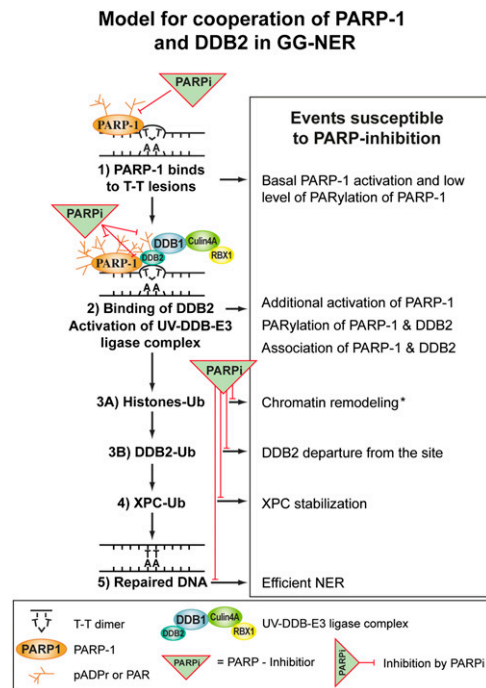 Model for cooperation of PARP-1
and DDB2 in GG-NER
PARPi
PARP-1
T-T
AA
1) PARP-1 binds
to T-T lesions
Events susceptible
to PARP-inhibition
Basal PARP-1 activation and low
level of PARylation of PARP-1
PARPi
PARP-1
DDB2
DDB1
Culin4A
RBX1
T T
AA
2) Binding of DDB2
Activation of UV-DDB-E3
ligase complex
Additional activation of PARP-1
PARylation of PARP-1 & DDB2
Association of PARP-1 & DDB2
PARPi
3A) Histones-Ub
Chromatin remodeling*
3B) DDB2-Ub
DDB2 departure from the site
4) XPC-Ub
XPC stabilization
TT
AA
5) Repaired DNA
Efficient NER
T T
T-T dimer
DDB2
DDB1
Culin4A
RBX1
UV-DDB-E3 ligase complex
PARP1
PARP-1
pADPr or PAR
PARPi
= PARP - Inhibitior
PARPi
Inhibition by PARPi